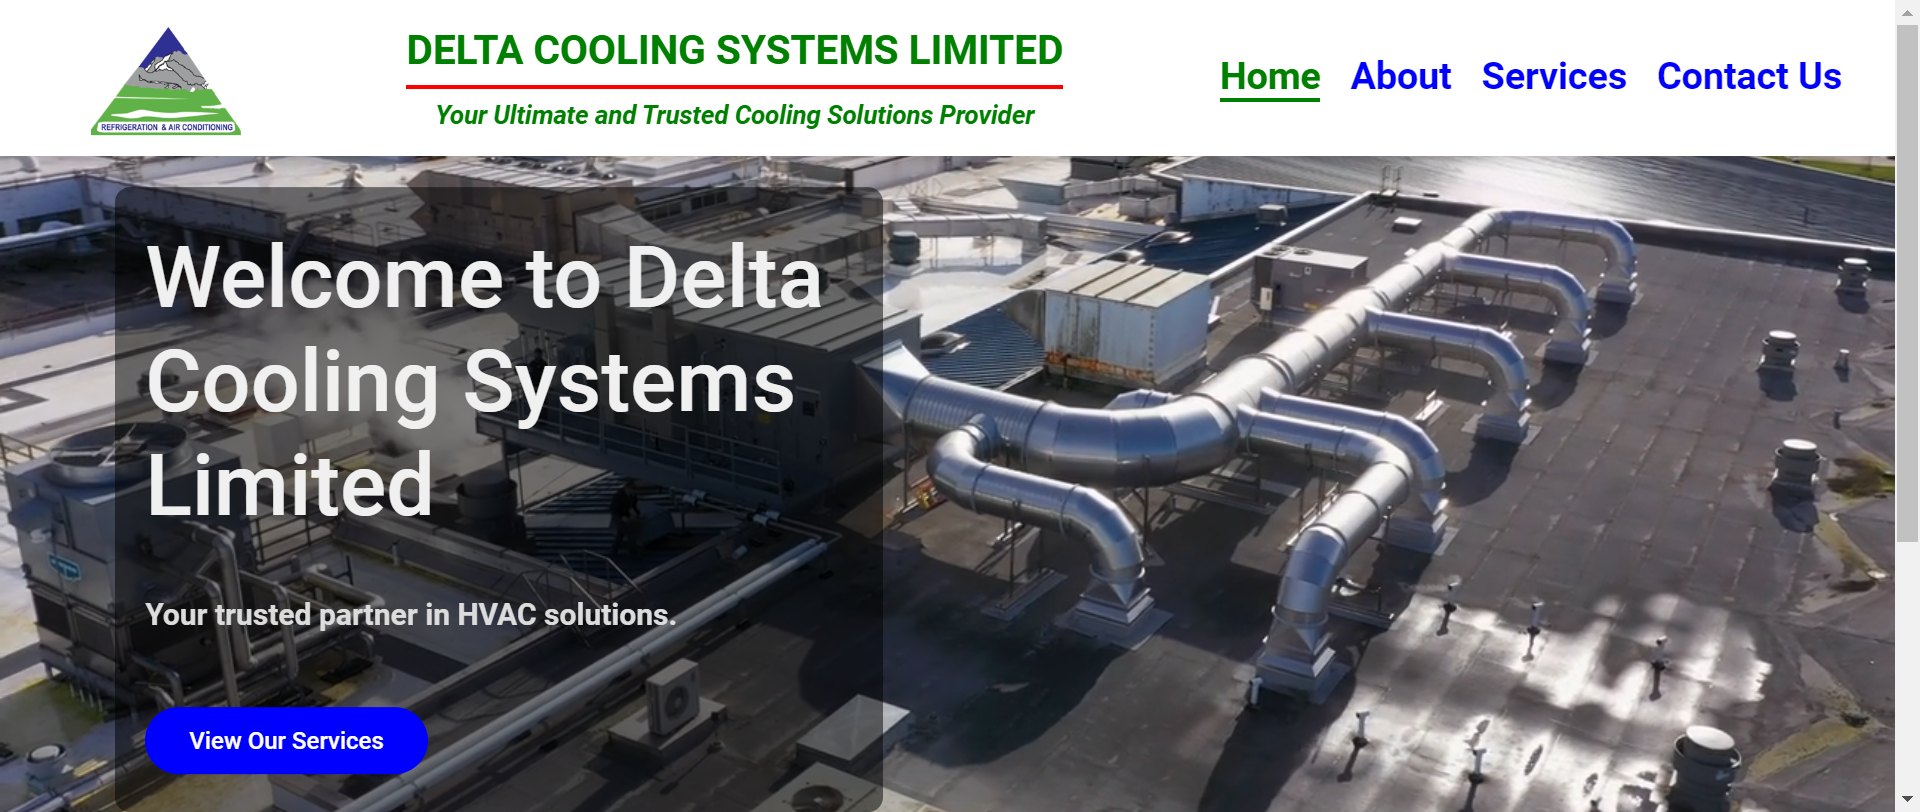 REFRIGERATION & AIR CONDITIONING
DELTA COOLING SYSTEMS LIMITED
Your Ultimate and Trusted Cooling Solutions Provider
Home About Services Contact Us
Welcome to Delta
Cooling Systems
Limited
Your trusted partner in HVAC solutions.
View Our Services